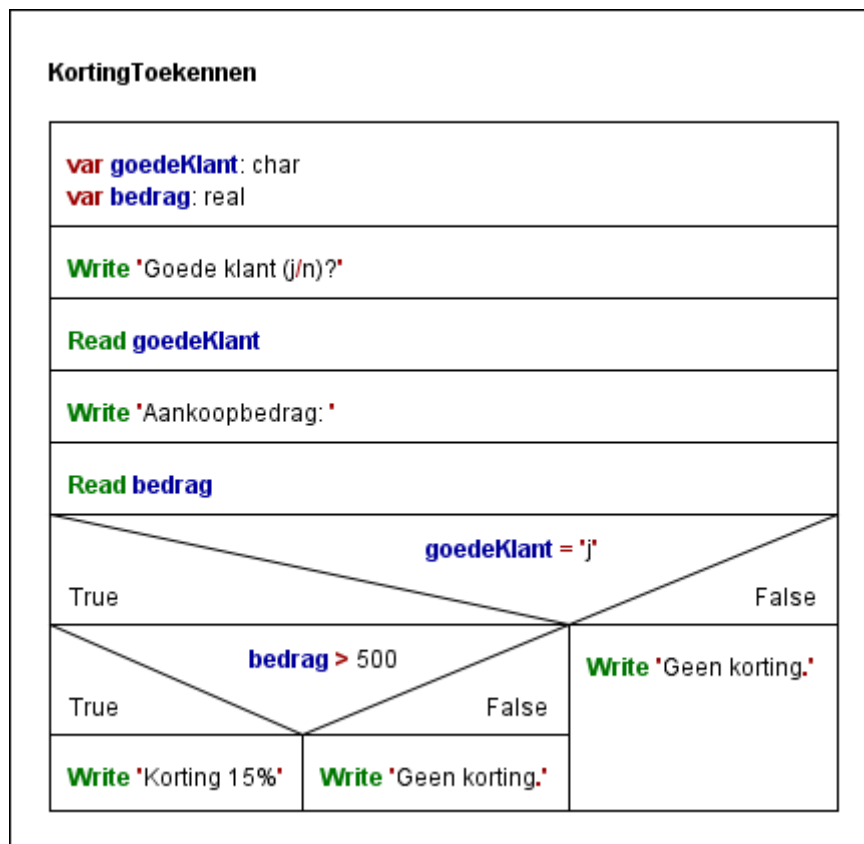 KortingToekennen
var goedeKlant: char
var bedrag: real
Write 'Goede klant (j/n)?'
Read goedeKlant
Write 'Aankoopbedrag: '
Read bedrag
goedeKlant = 'j'
True
False
bedrag > 500
True
False
Write 'Geen korting.'
Write 'Korting 15%'
Write 'Geen korting.'